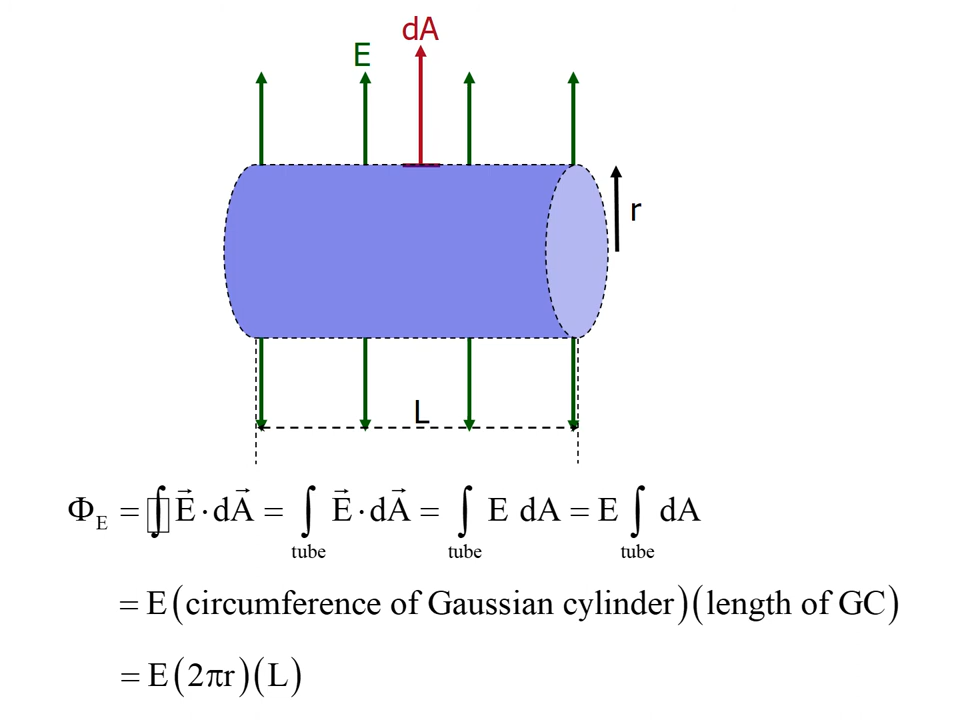 dA
E
r
L
Φ_E = ∮ E⃗ · dA⃗ = ∫_tube E⃗ · dA⃗ = ∫_tube E dA = E ∫_tube dA
= E (circumference of Gaussian cylinder) (length of GC)
= E (2πr) (L)